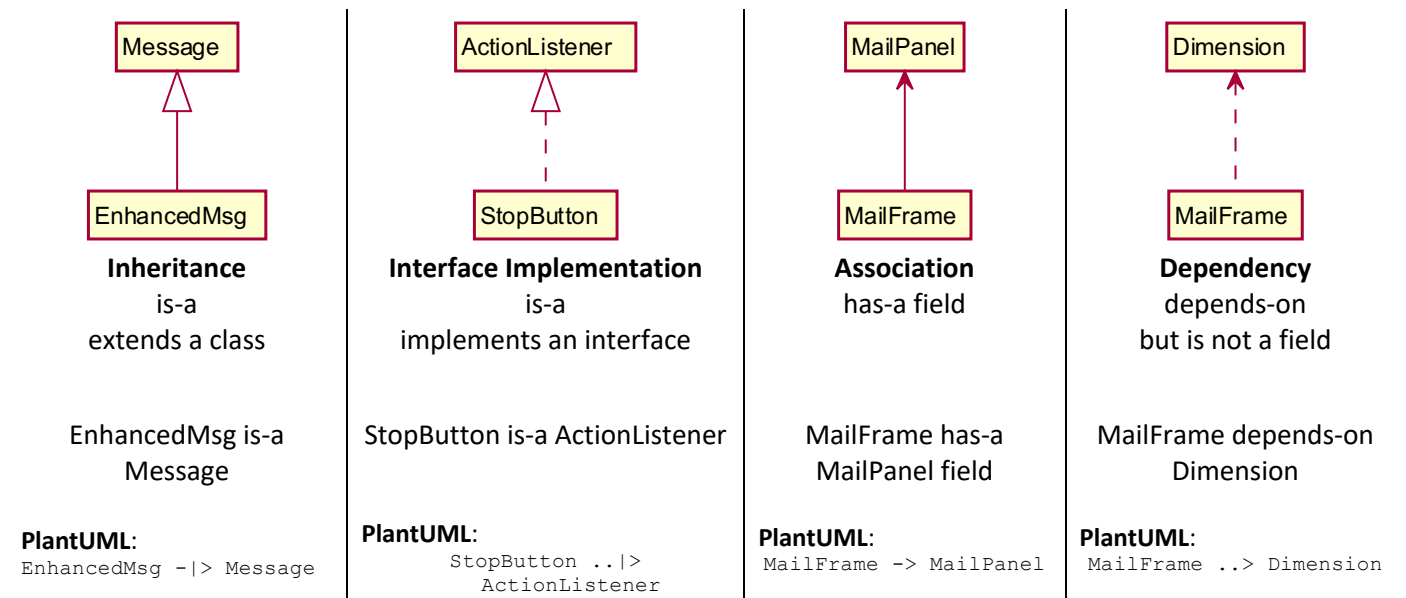 Message
EnhancedMsg
Inheritance
is-a
extends a class
EnhancedMsg is-a
Message
PlantUML:
EnhancedMsg -|> Message
ActionListener
StopButton
Interface Implementation
is-a
implements an interface
StopButton is-a ActionListener
PlantUML:
StopButton ..|>
ActionListener
MailPanel
MailFrame
Association
has-a field
MailFrame has-a
MailPanel field
PlantUML:
MailFrame -> MailPanel
Dimension
MailFrame
Dependency
depends-on
but is not a field
MailFrame depends-on
Dimension
PlantUML:
MailFrame ..> Dimension